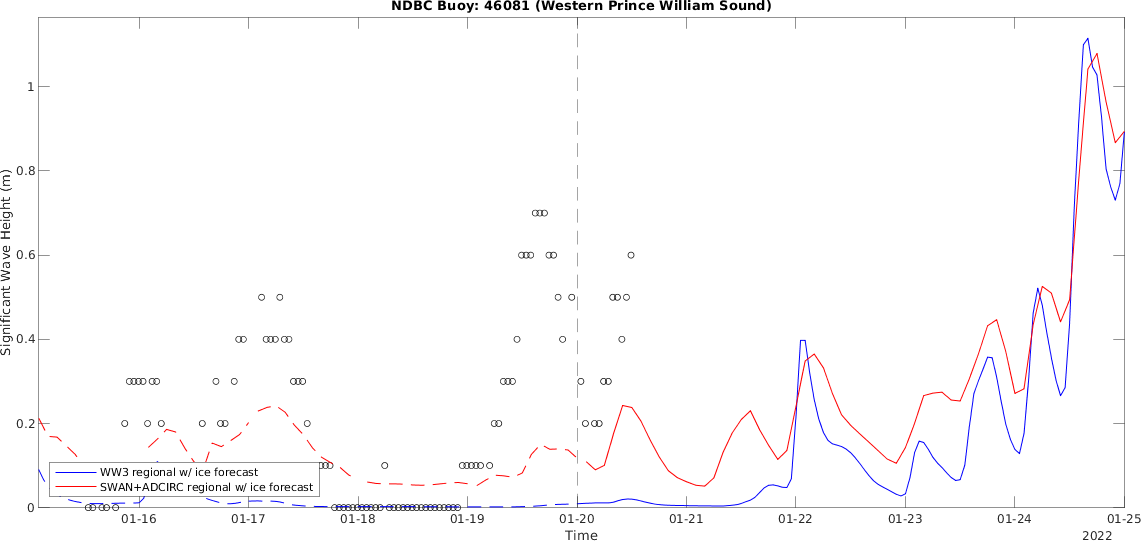 NDBC Buoy: 46081 (Western Prince William Sound)
Significant Wave Height (m)
1
0.8
0.6
0.4
0.2
0
WW3 regional w/ ice forecast
SWAN+ADCIRC regional w/ ice forecast
01-16 01-17 01-18 01-19 01-20 01-21 01-22 01-23 01-24 01-25
Time
2022